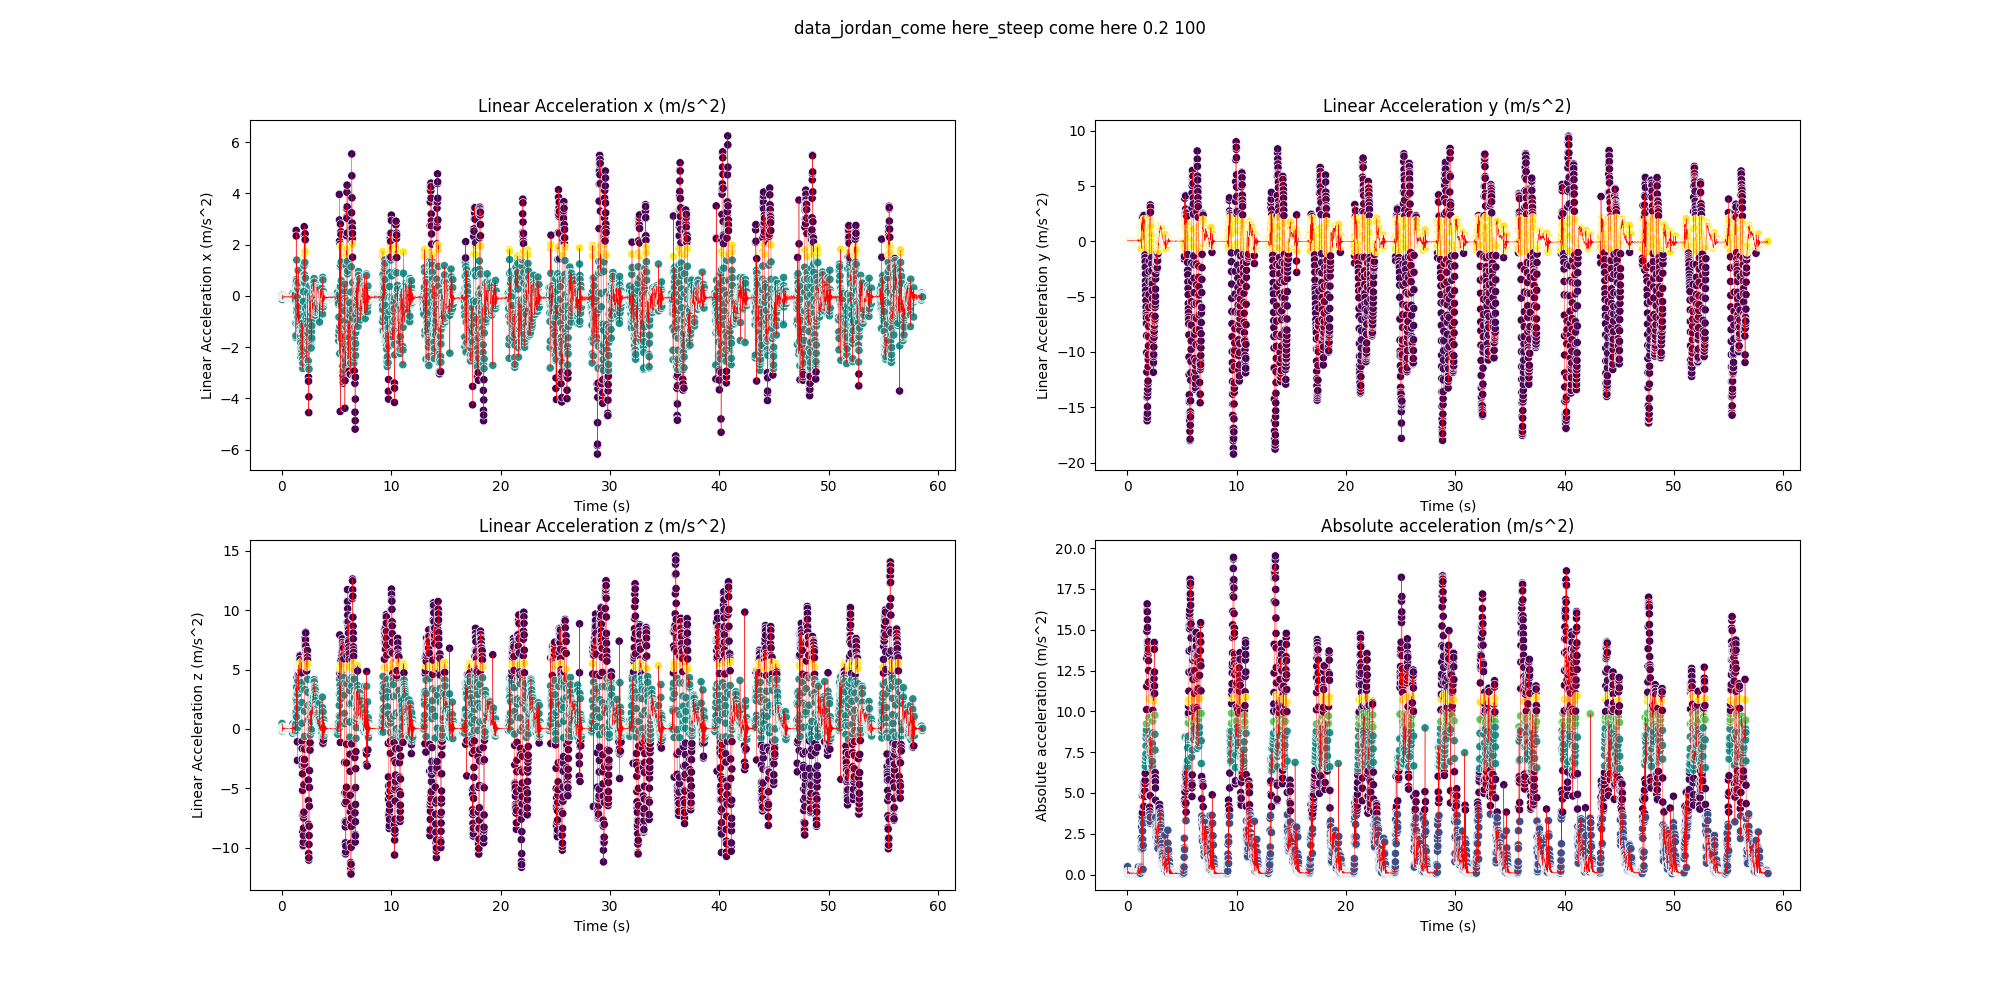 data_jordan_come here_steep come here 0.2 100
Linear Acceleration x (m/s^2)
Linear Acceleration x (m/s^2)
6
4
2
0
−2
−4
−6
0 10 20 30 40 50 60
Time (s)
Linear Acceleration y (m/s^2)
Linear Acceleration y (m/s^2)
10
5
0
−5
−10
−15
−20
0 10 20 30 40 50 60
Time (s)
Linear Acceleration z (m/s^2)
Linear Acceleration z (m/s^2)
15
10
5
0
−5
−10
0 10 20 30 40 50 60
Time (s)
Absolute acceleration (m/s^2)
Absolute acceleration (m/s^2)
20.0
17.5
15.0
12.5
10.0
7.5
5.0
2.5
0.0
0 10 20 30 40 50 60
Time (s)